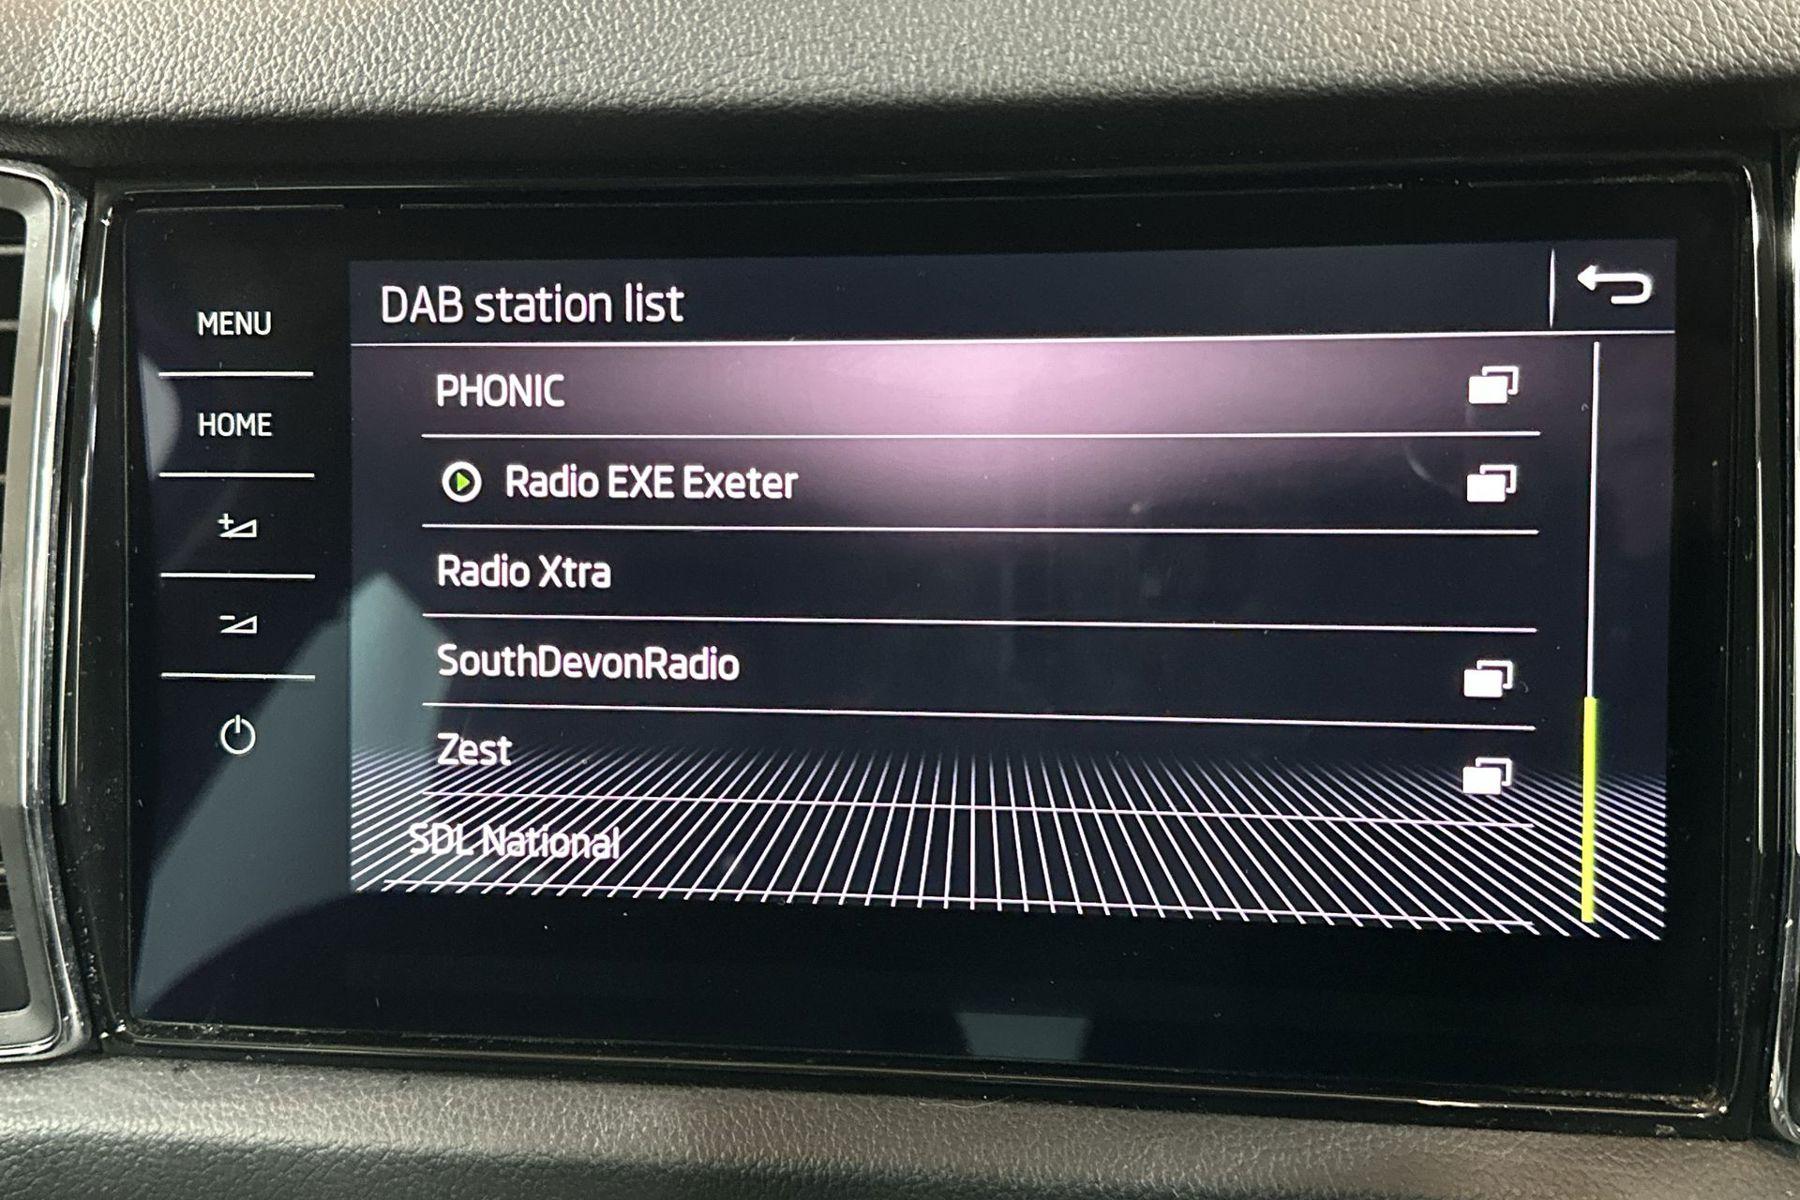 DAB station list
MENU
HOME
PHONIC
Radio EXE Exeter
Radio Xtra
SouthDevonRadio
Zest
SDL National